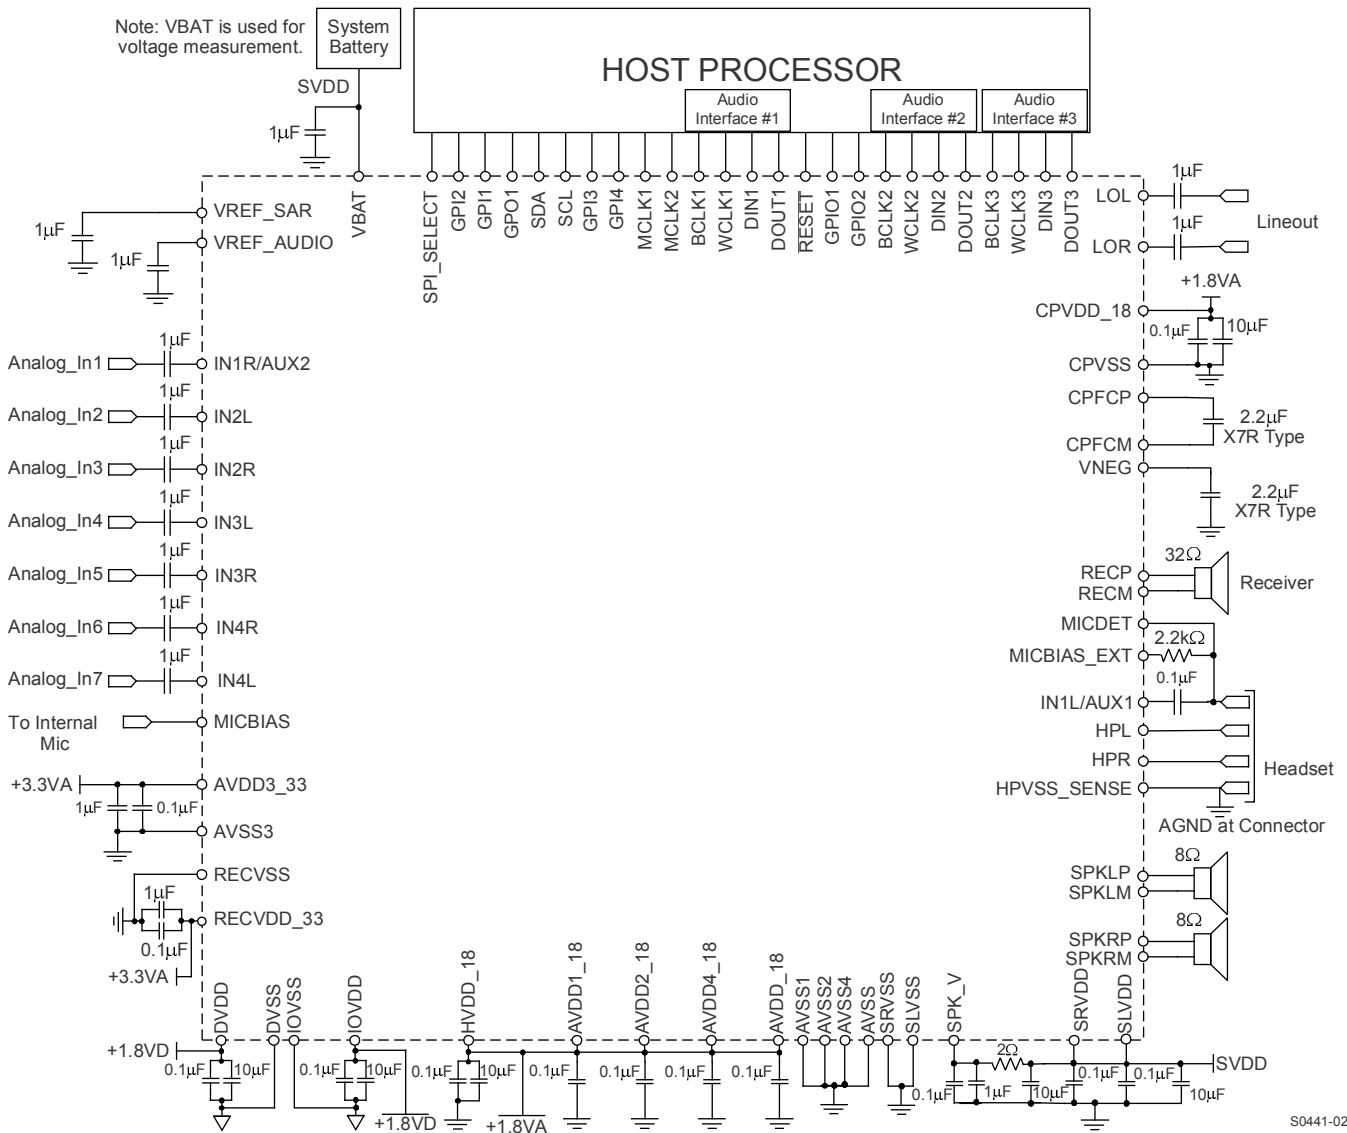 Note: VBAT is used for
voltage measurement.
System
Battery
SVDD
1μF
HOST PROCESSOR
Audio
Interface #1
Audio
Interface #2
Audio
Interface #3
VBAT
SPI_SELECT
GPI2
GPI1
GPO1
SDA
SCL
GPI3
GPI4
MCLK1
MCLK2
BCLK1
WCLK1
DIN1
DOUT1
RESET
GPIO1
GPIO2
BCLK2
WCLK2
DIN2
DOUT2
BCLK3
WCLK3
DIN3
DOUT3
1μF
VREF_SAR
1μF
VREF_AUDIO
Analog_In1
1μF
IN1R/AUX2
Analog_In2
1μF
IN2L
Analog_In3
1μF
IN2R
Analog_In4
1μF
IN3L
Analog_In5
1μF
IN3R
Analog_In6
1μF
IN4R
Analog_In7
1μF
IN4L
To Internal
Mic
MICBIAS
+3.3VA
AVDD3_33
1μF
0.1μF
AVSS3
RECVSS
1μF
RECVDD_33
0.1μF
+3.3VA
LOL
1μF
LOR
1μF
Lineout
+1.8VA
CPVDD_18
0.1μF
10μF
CPVSS
CPFCP
2.2μF
X7R Type
CPFCM
VNEG
2.2μF
X7R Type
32Ω
RECP
RECM
Receiver
MICDET
2.2kΩ
MICBIAS_EXT
0.1μF
IN1L/AUX1
HPL
HPR
HPVSS_SENSE
Headset
AGND at Connector
8Ω
SPKLP
SPKLM
8Ω
SPKRP
SPKRM
DVDD
DVSS
IOVSS
IOVDD
HVDD_18
AVDD1_18
AVDD2_18
AVDD4_18
AVDD_18
AVSS1
AVSS2
AVSS4
AVSS
SRVSS
SLVSS
SPK_V
SRVDD
SLVDD
+1.8VD
0.1μF
10μF
0.1μF
10μF
+1.8VD
0.1μF
10μF
+1.8VA
0.1μF
0.1μF
0.1μF
0.1μF
0.1μF
1μF
2Ω
10μF
0.1μF
0.1μF
10μF
SVDD
S0441-02